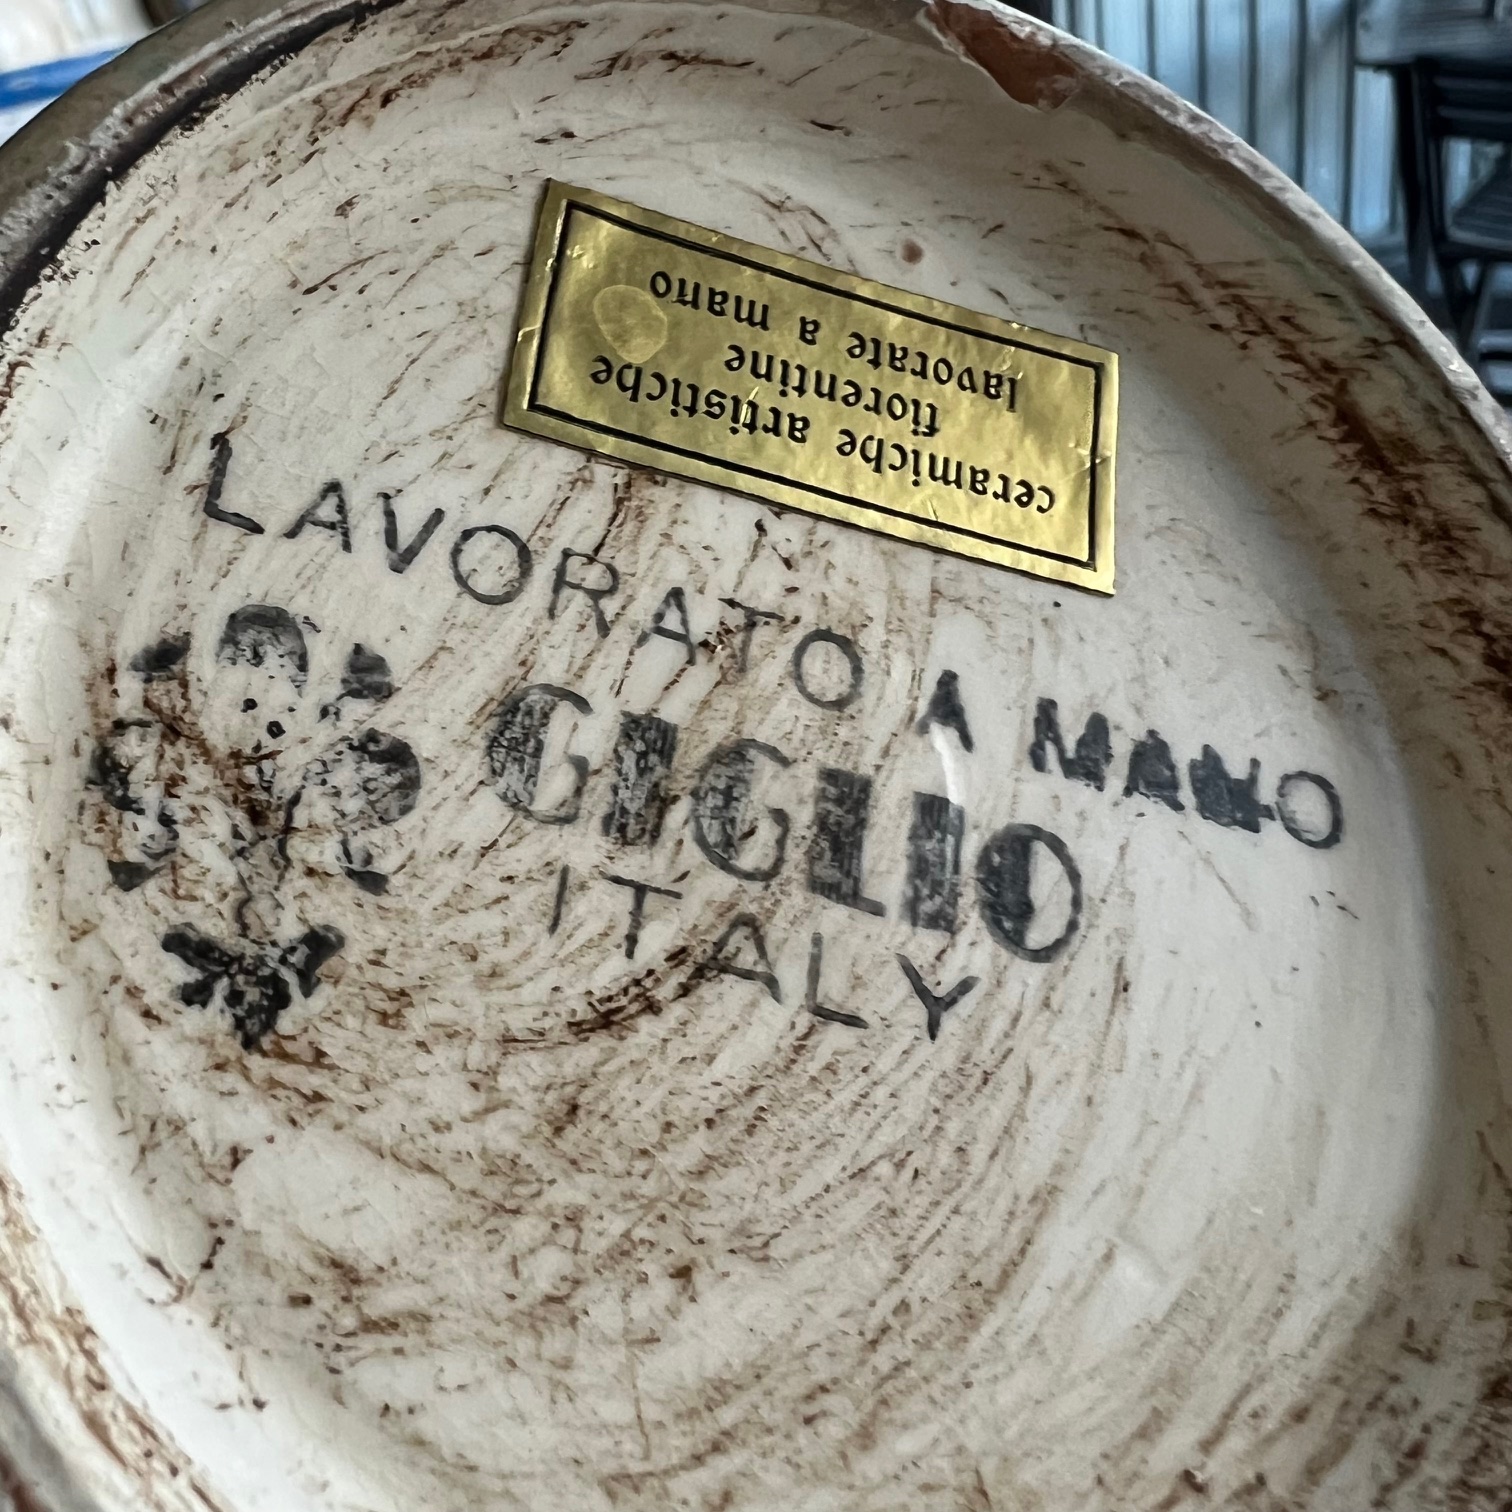 ceramiche artistiche
fiorentine
lavorate a mano
LAVORATO A MANO
GIGLIO
ITALY